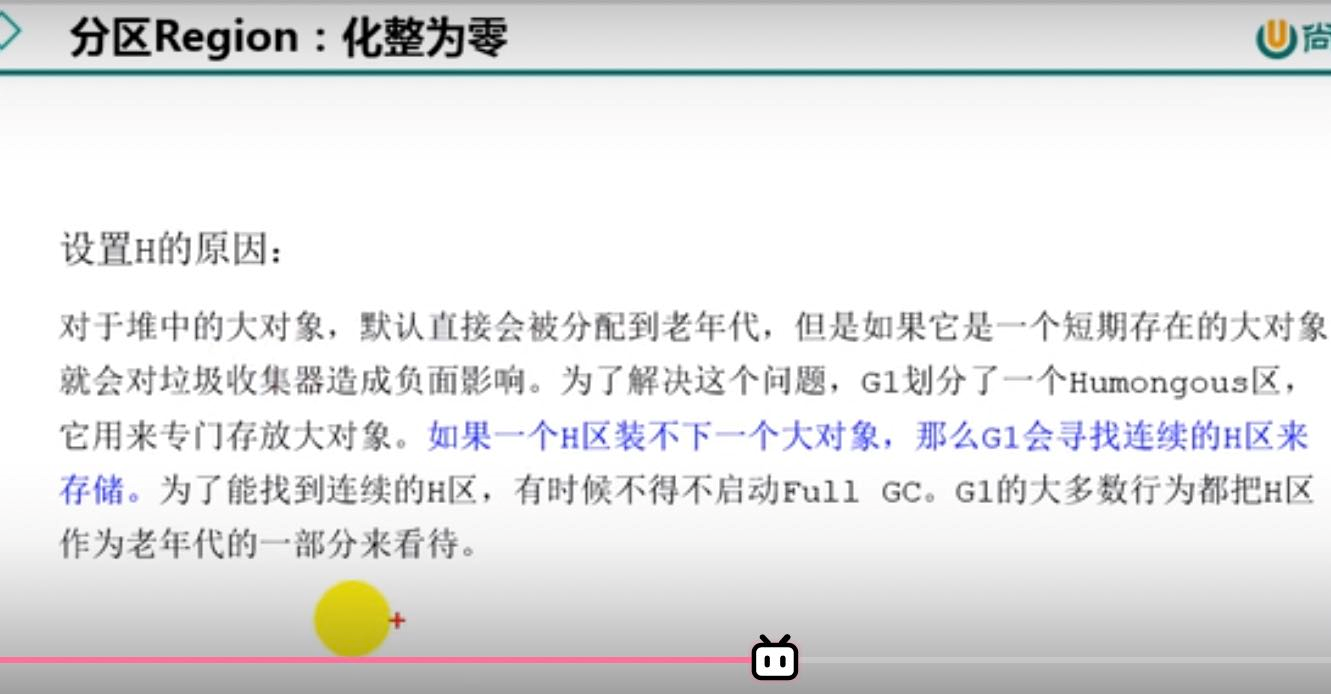 分区Region：化整为零
尚
设置H的原因：
对于堆中的大对象，默认直接会被分配到老年代，但是如果它是一个短期存在的大对象
就会对垃圾收集器造成负面影响。为了解决这个问题，G1划分了一个Humongous区，
它用来专门存放大对象。如果一个H区装不下一个大对象，那么G1会寻找连续的H区来
存储。为了能找到连续的H区，有时候不得不启动Full GC。G1的大多数行为都把H区
作为老年代的一部分来看待。